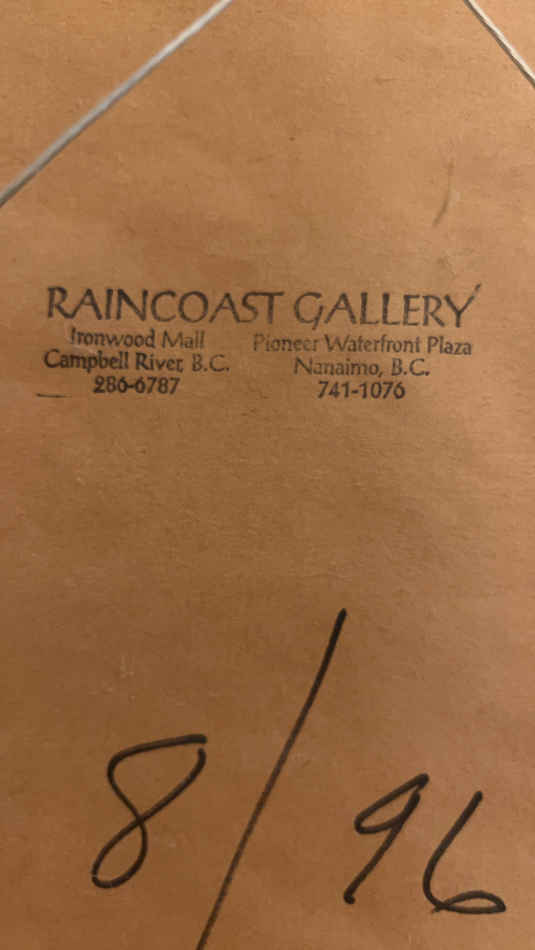 RAINCOAST GALLERY
Ironwood Mall
Campbell River, B.C.
286-6787
Pioneer Waterfront Plaza
Nanaimo, B.C.
741-1076
8/96